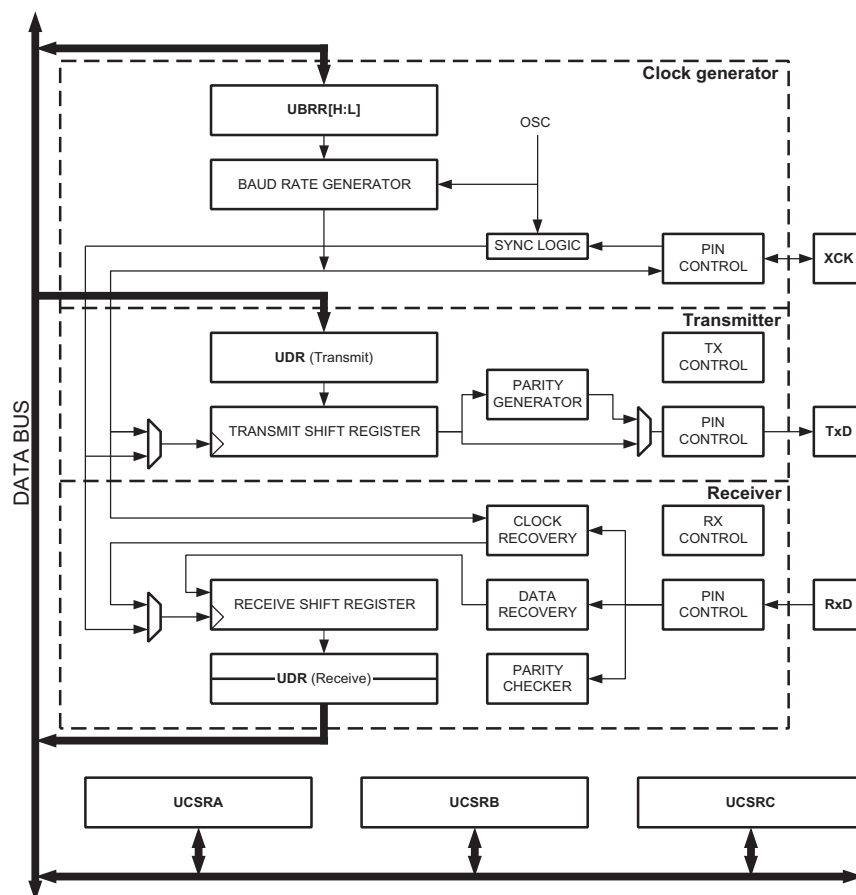 Clock generator
UBRR[H:L]
OSC
BAUD RATE GENERATOR
SYNC LOGIC
PIN
CONTROL
XCK
Transmitter
UDR (Transmit)
TX
CONTROL
PARITY
GENERATOR
TRANSMIT SHIFT REGISTER
PIN
CONTROL
TxD
DATA BUS
Receiver
CLOCK
RECOVERY
RX
CONTROL
RECEIVE SHIFT REGISTER
DATA
RECOVERY
PIN
CONTROL
RxD
UDR (Receive)
PARITY
CHECKER
UCSRA
UCSRB
UCSRC